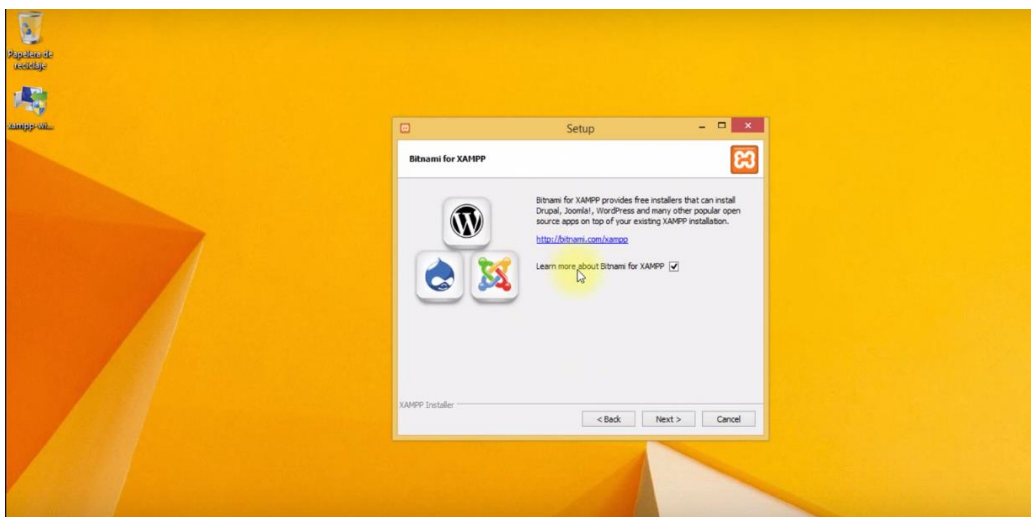 Papelera de
reciclaje
xampp-wi...
Setup
Bitnami for XAMPP
Bitnami for XAMPP provides free installers that can install
Drupal, Joomla!, WordPress and many other popular open
source apps on top of your existing XAMPP installation.
http://bitnami.com/xampp
Learn more about Bitnami for XAMPP
XAMPP Installer
< Back Next > Cancel